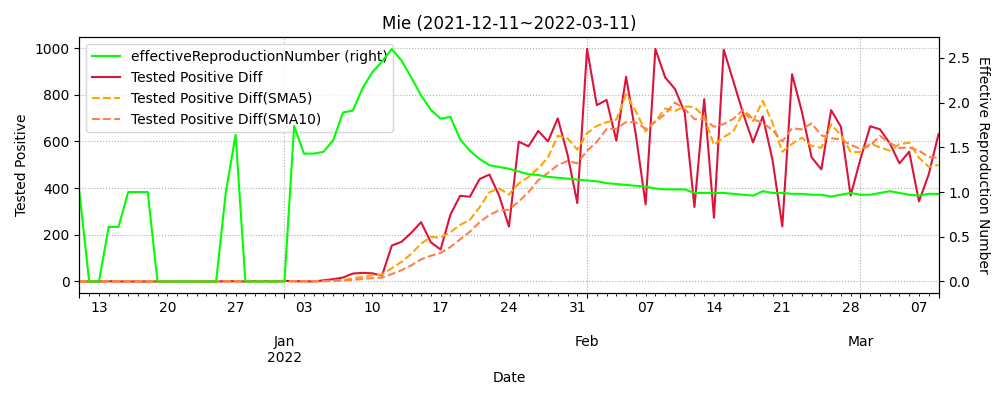 Mie (2021-12-11~2022-03-11)
effectiveReproductionNumber (right)
Tested Positive Diff
Tested Positive Diff(SMA5)
Tested Positive Diff(SMA10)
Tested Positive
1000
800
600
400
200
0
2.5
2.0
1.5
1.0
0.5
0.0
Effective Reproduction Number
13 20 27 03 10 17 24 31 07 14 21 28 07
Jan Feb Mar
2022
Date